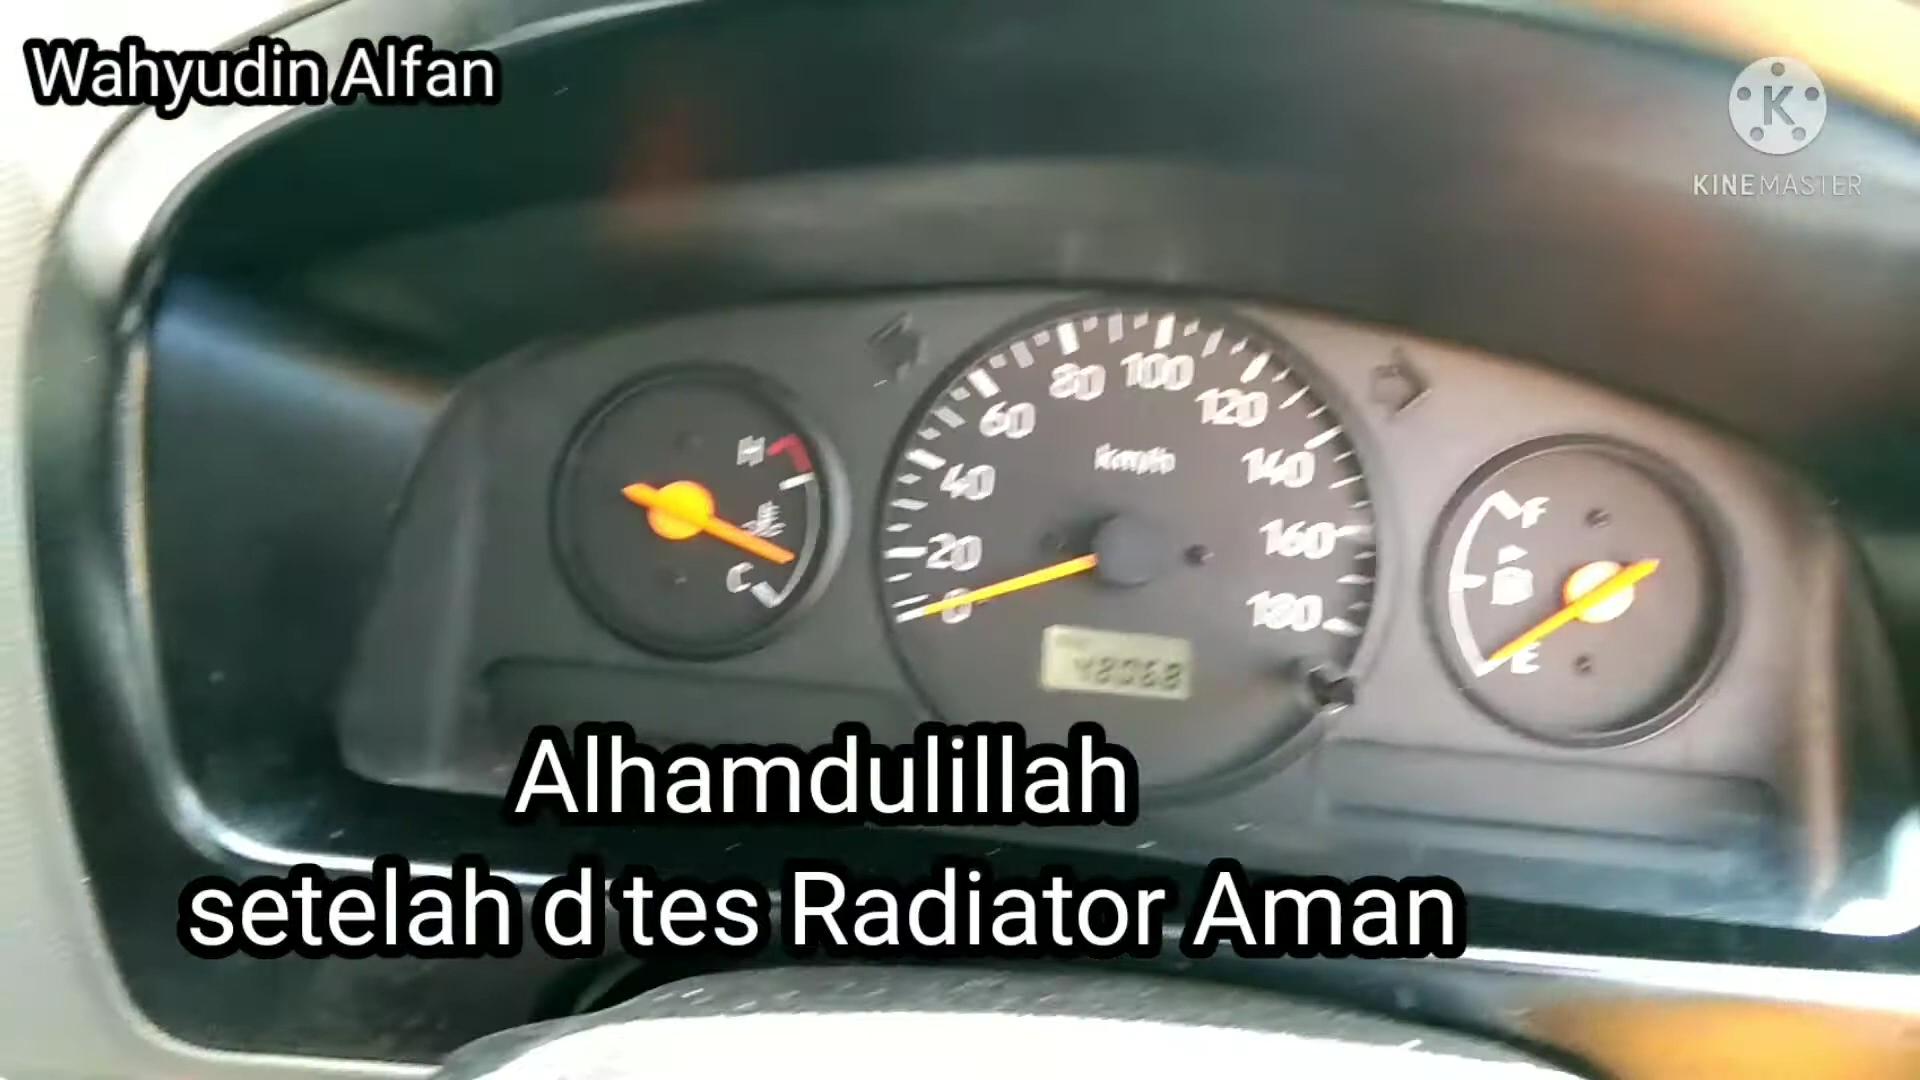 Wahyudin Alfan
K
KINEMASTER
80 100
60 120
km/h
H 40 140
F
20 160
C
0 180
E
Alhamdulillah
setelah d tes Radiator Aman